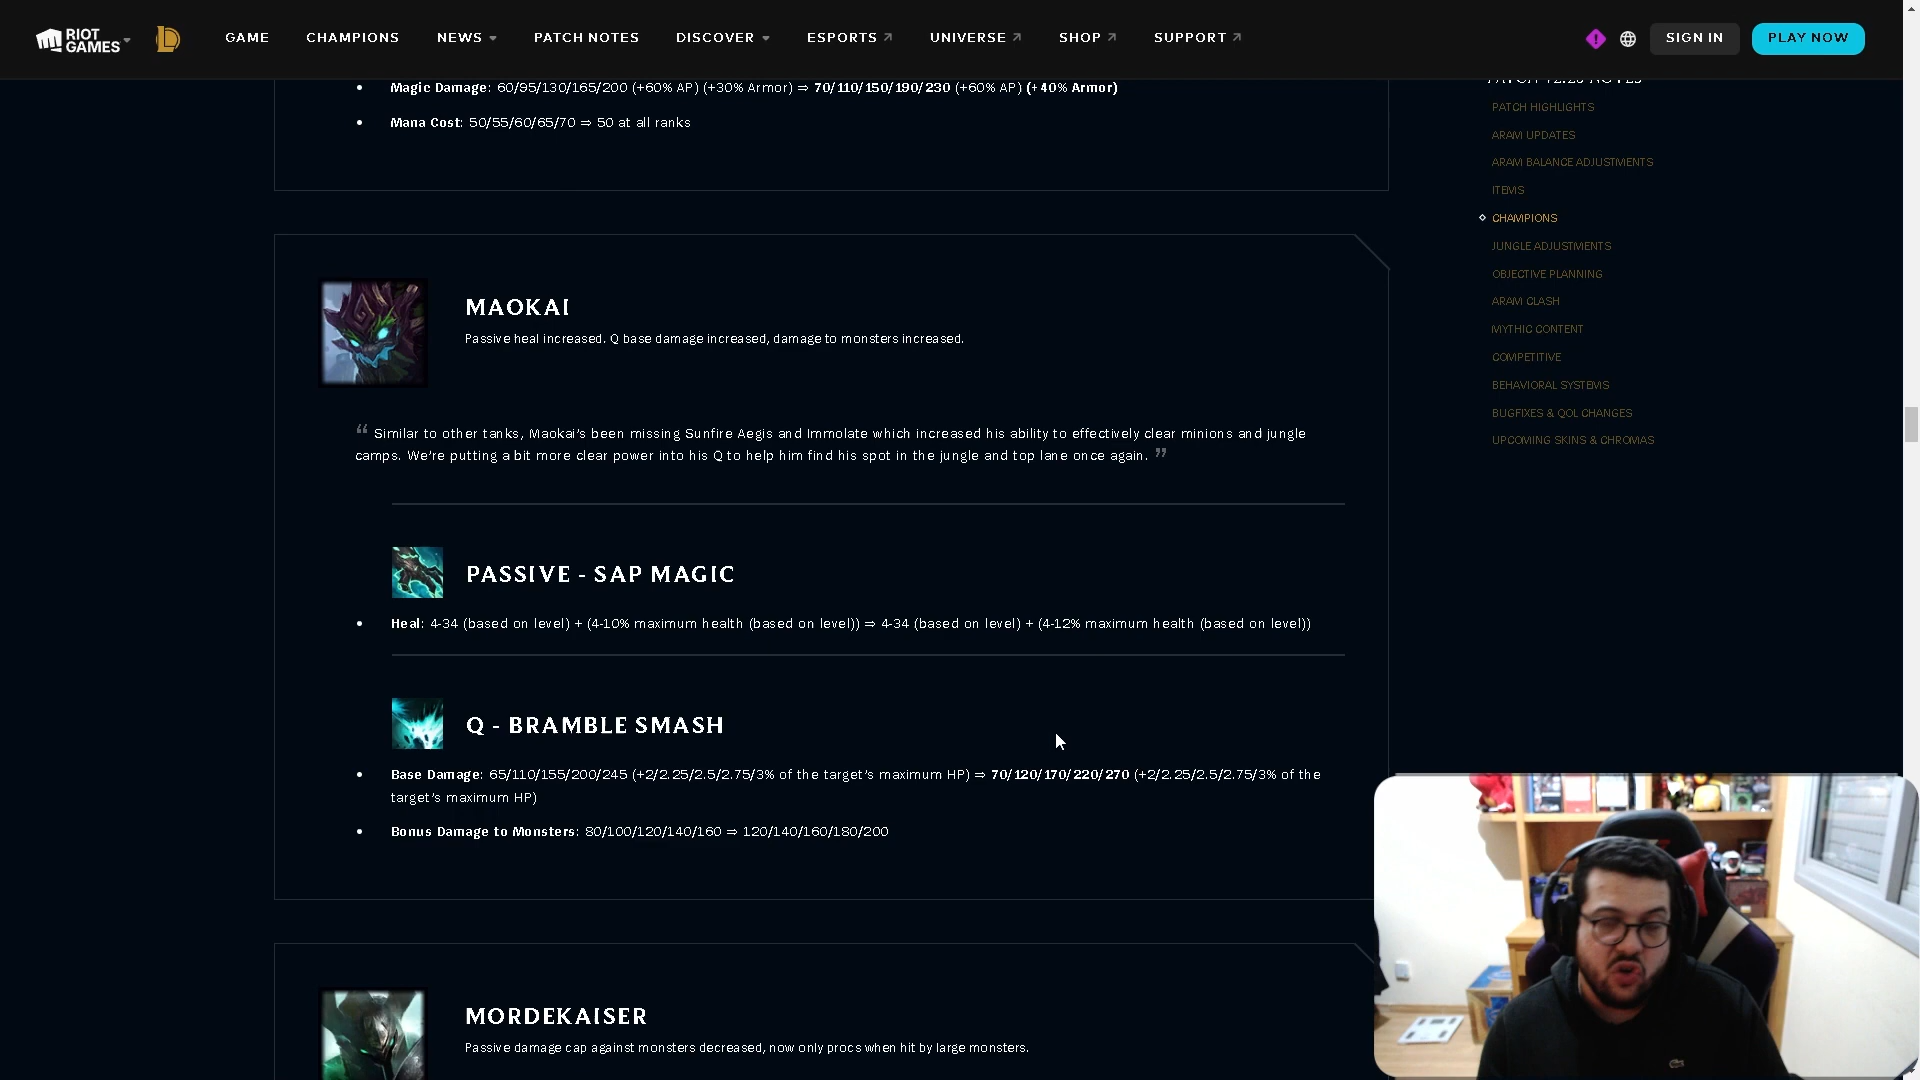 RIOT GAMES
GAME
CHAMPIONS
NEWS
PATCH NOTES
DISCOVER
ESPORTS
UNIVERSE
SHOP
SUPPORT
SIGN IN
PLAY NOW
Magic Damage: 60/95/130/165/200 (+60% AP) (+30% Armor) ⇒ 70/110/150/190/230 (+60% AP) (+40% Armor)
Mana Cost: 50/55/60/65/70 ⇒ 50 at all ranks
MAOKAI
Passive heal increased. Q base damage increased, damage to monsters increased.
“ Similar to other tanks, Maokai’s been missing Sunfire Aegis and Immolate which increased his ability to effectively clear minions and jungle
camps. We’re putting a bit more clear power into his Q to help him find his spot in the jungle and top lane once again. ”
PASSIVE - SAP MAGIC
Heal: 4-34 (based on level) + (4-10% maximum health (based on level)) ⇒ 4-34 (based on level) + (4-12% maximum health (based on level))
Q - BRAMBLE SMASH
Base Damage: 65/110/155/200/245 (+2/2.25/2.5/2.75/3% of the target’s maximum HP) ⇒ 70/120/170/220/270 (+2/2.25/2.5/2.75/3% of the
target’s maximum HP)
Bonus Damage to Monsters: 80/100/120/140/160 ⇒ 120/140/160/180/200
MORDEKAISER
Passive damage cap against monsters decreased, now only procs when hit by large monsters.
PATCH HIGHLIGHTS
ARAM UPDATES
ARAM BALANCE ADJUSTMENTS
ITEMS
CHAMPIONS
JUNGLE ADJUSTMENTS
OBJECTIVE PLANNING
ARAM CLASH
MYTHIC CONTENT
COMPETITIVE
BEHAVIORAL SYSTEMS
BUGFIXES & QOL CHANGES
UPCOMING SKINS & CHROMAS